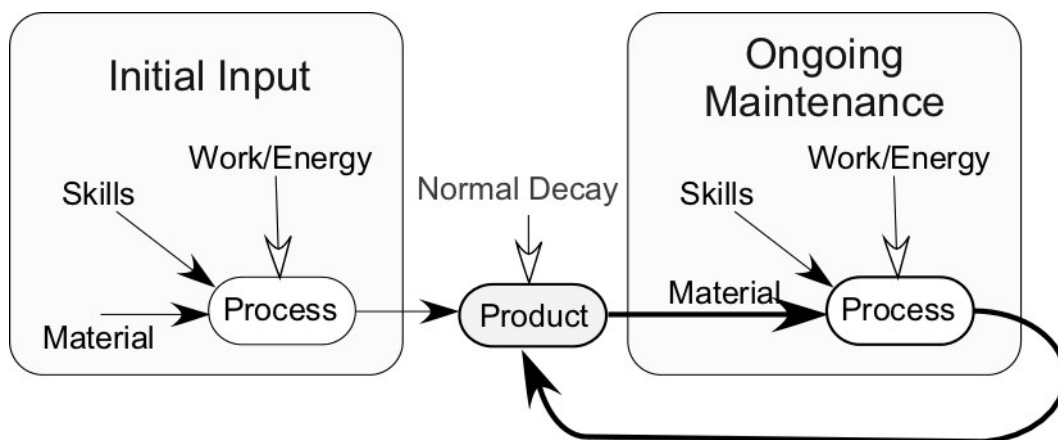 Initial Input
Work/Energy
Skills
Material
Process
Normal Decay
Product
Ongoing
Maintenance
Work/Energy
Skills
Material
Process